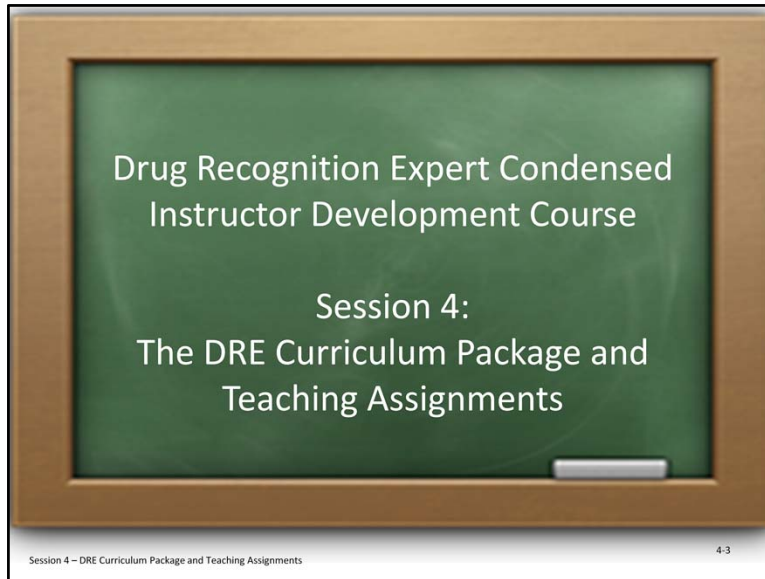 Drug Recognition Expert Condensed
Instructor Development Course
Session 4:
The DRE Curriculum Package and
Teaching Assignments
Session 4 – DRE Curriculum Package and Teaching Assignments
4-3